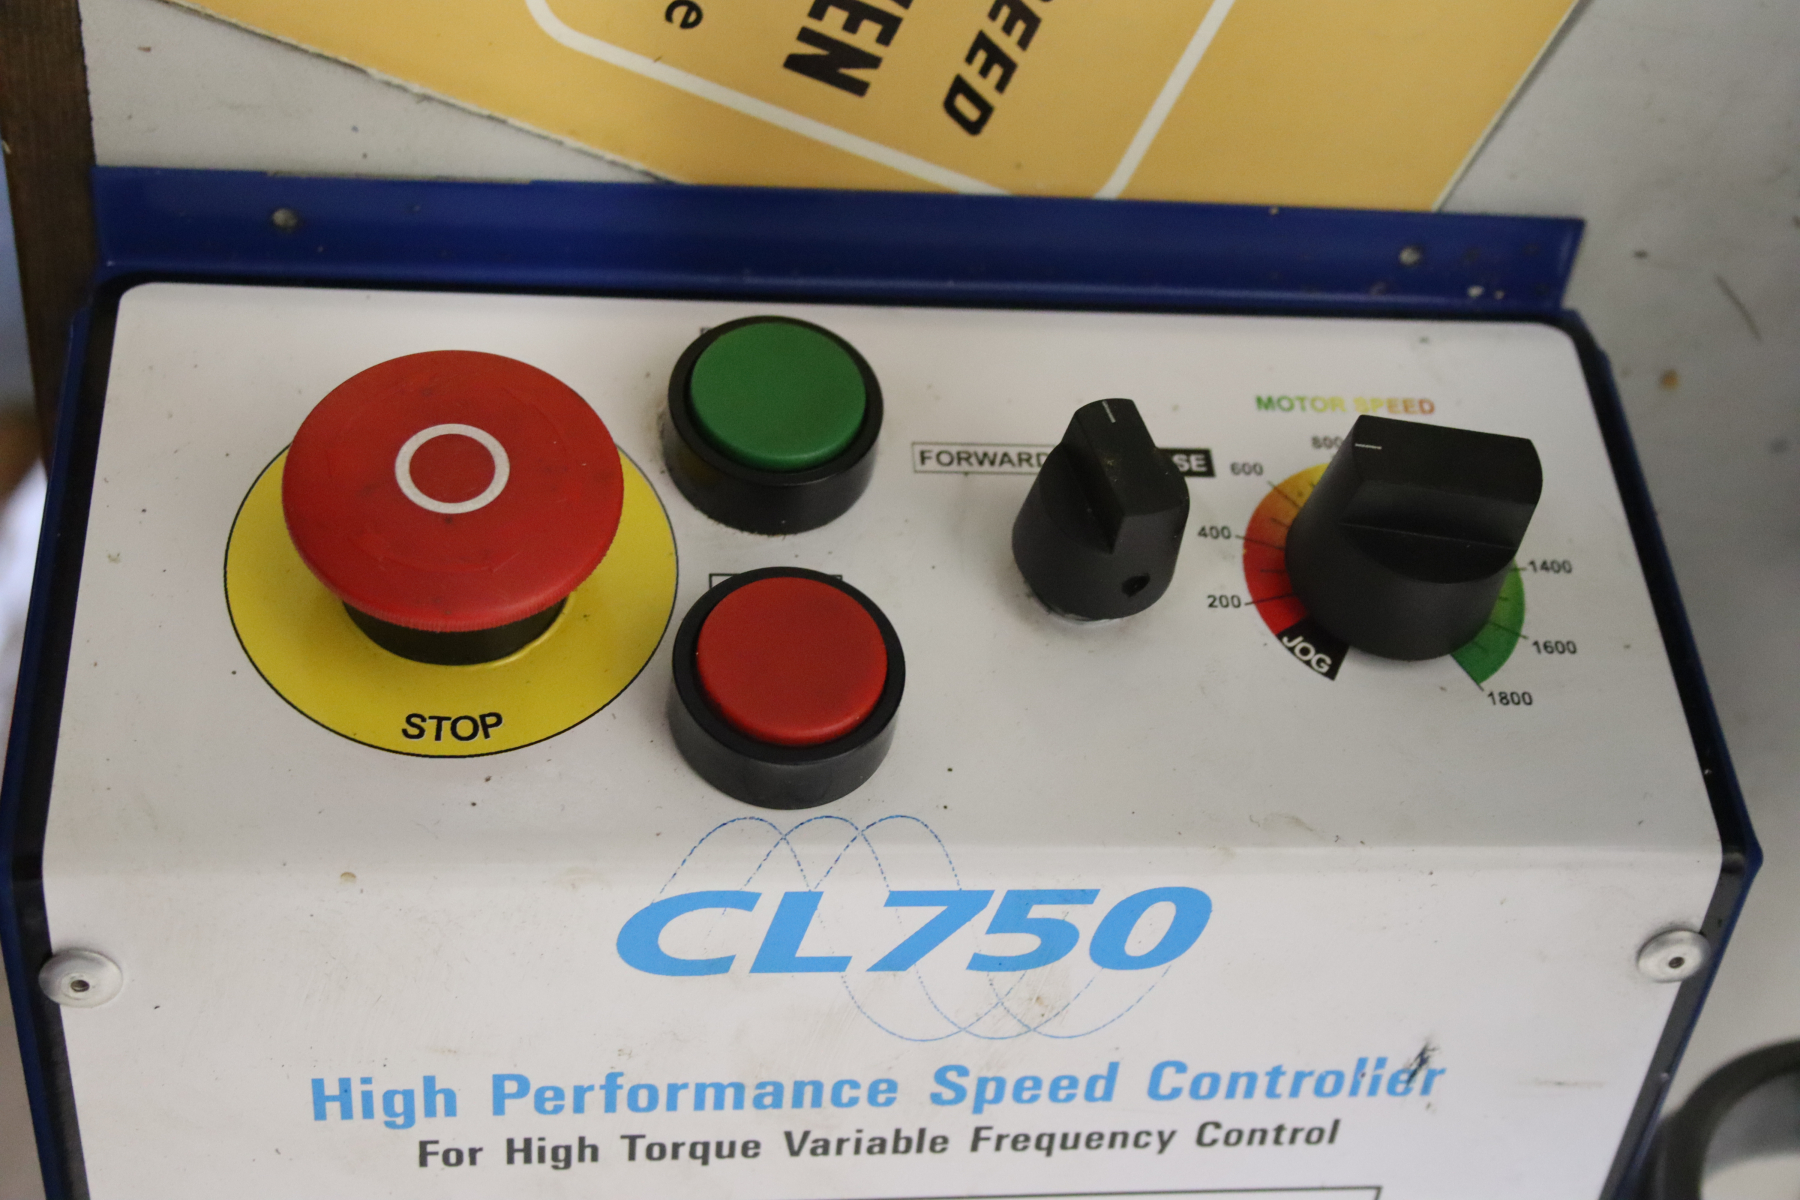 e
EED
FORWARD
SE
MOTOR SPEED
800
600
400
200
JOG
1400
1600
1800
STOP
CL750
High Performance Speed Controller
For High Torque Variable Frequency Control